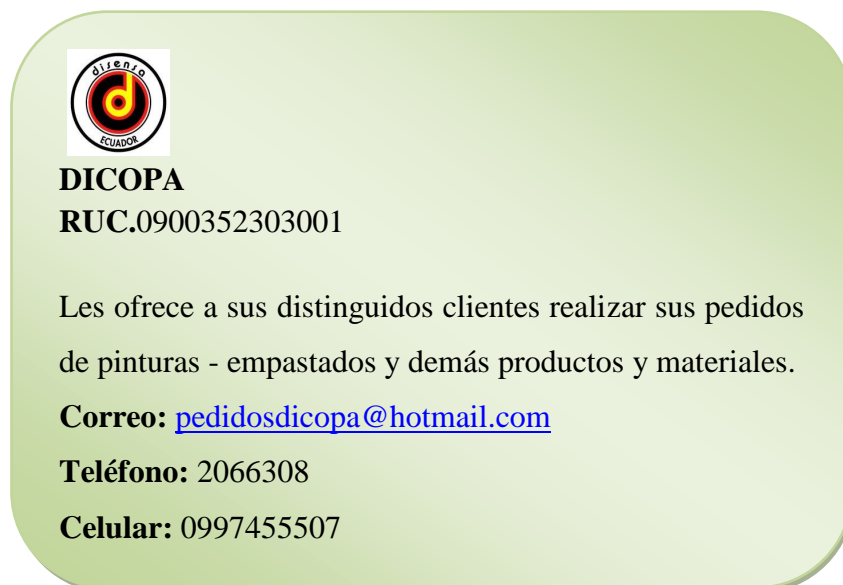 disensa
ECUADOR
DICOPA
RUC.0900352303001
Les ofrece a sus distinguidos clientes realizar sus pedidos
de pinturas - empastados y demás productos y materiales.
Correo: pedidosdicopa@hotmail.com
Teléfono: 2066308
Celular: 0997455507